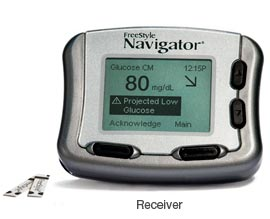 FreeStyle
Navigator®
Glucose CM 12:15P
80 mg/dL
Projected Low
Glucose
Acknowledge Main
Receiver